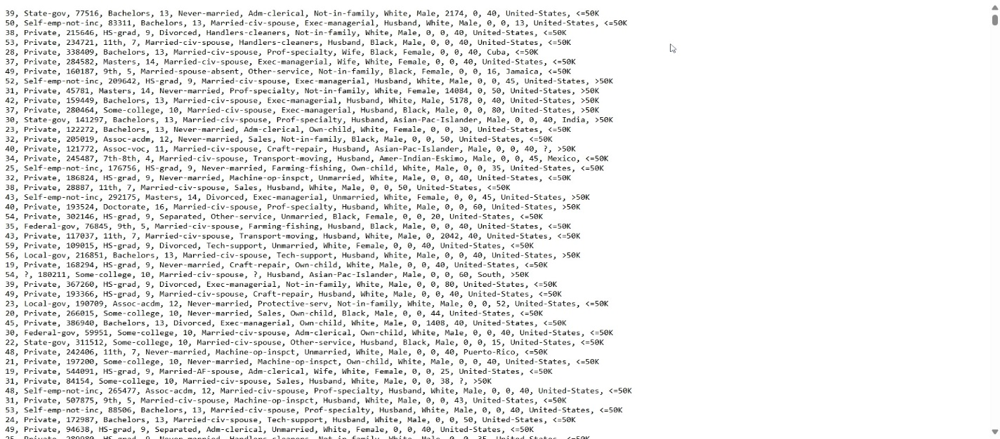 39, State-gov, 77516, Bachelors, 13, Never-married, Adm-clerical, Not-in-family, White, Male, 2174, 0, 40, United-States, <=50K
50, Self-emp-not-inc, 83311, Bachelors, 13, Married-civ-spouse, Exec-managerial, Husband, White, Male, 0, 0, 13, United-States, <=50K
38, Private, 215646, HS-grad, 9, Divorced, Handlers-cleaners, Not-in-family, White, Male, 0, 0, 40, United-States, <=50K
53, Private, 234721, 11th, 7, Married-civ-spouse, Handlers-cleaners, Husband, Black, Male, 0, 0, 40, United-States, <=50K
28, Private, 338409, Bachelors, 13, Married-civ-spouse, Prof-specialty, Wife, Black, Female, 0, 0, 40, Cuba, <=50K
37, Private, 284582, Masters, 14, Married-civ-spouse, Exec-managerial, Wife, White, Female, 0, 0, 40, United-States, <=50K
49, Private, 160187, 9th, 5, Married-spouse-absent, Other-service, Not-in-family, Black, Female, 0, 0, 16, Jamaica, <=50K
52, Self-emp-not-inc, 209642, HS-grad, 9, Married-civ-spouse, Exec-managerial, Husband, White, Male, 0, 0, 45, United-States, >50K
31, Private, 45781, Masters, 14, Never-married, Prof-specialty, Not-in-family, White, Female, 14084, 0, 50, United-States, >50K
42, Private, 159449, Bachelors, 13, Married-civ-spouse, Exec-managerial, Husband, White, Male, 5178, 0, 40, United-States, >50K
37, Private, 280464, Some-college, 10, Married-civ-spouse, Exec-managerial, Husband, Black, Male, 0, 0, 80, United-States, >50K
30, State-gov, 141297, Bachelors, 13, Married-civ-spouse, Prof-specialty, Husband, Asian-Pac-Islander, Male, 0, 0, 40, India, >50K
23, Private, 122272, Bachelors, 13, Never-married, Adm-clerical, Own-child, White, Female, 0, 0, 30, United-States, <=50K
32, Private, 205019, Assoc-acdm, 12, Never-married, Sales, Not-in-family, Black, Male, 0, 0, 50, United-States, <=50K
40, Private, 121772, Assoc-voc, 11, Married-civ-spouse, Craft-repair, Husband, Asian-Pac-Islander, Male, 0, 0, 40, ?, >50K
34, Private, 245487, 7th-8th, 4, Married-civ-spouse, Transport-moving, Husband, Amer-Indian-Eskimo, Male, 0, 0, 45, Mexico, <=50K
25, Self-emp-not-inc, 176756, HS-grad, 9, Never-married, Farming-fishing, Own-child, White, Male, 0, 0, 35, United-States, <=50K
32, Private, 186824, HS-grad, 9, Never-married, Machine-op-inspct, Unmarried, White, Male, 0, 0, 40, United-States, <=50K
38, Private, 28887, 11th, 7, Married-civ-spouse, Sales, Husband, White, Male, 0, 0, 50, United-States, <=50K
43, Self-emp-not-inc, 292175, Masters, 14, Divorced, Exec-managerial, Unmarried, White, Female, 0, 0, 45, United-States, >50K
40, Private, 193524, Doctorate, 16, Married-civ-spouse, Prof-specialty, Husband, White, Male, 0, 0, 60, United-States, >50K
54, Private, 302146, HS-grad, 9, Separated, Other-service, Unmarried, Black, Female, 0, 0, 20, United-States, <=50K
35, Federal-gov, 76845, 9th, 5, Married-civ-spouse, Farming-fishing, Husband, Black, Male, 0, 0, 40, United-States, <=50K
43, Private, 117037, 11th, 7, Married-civ-spouse, Transport-moving, Husband, White, Male, 0, 2042, 40, United-States, <=50K
59, Private, 109015, HS-grad, 9, Divorced, Tech-support, Unmarried, White, Female, 0, 0, 40, United-States, <=50K
56, Local-gov, 216851, Bachelors, 13, Married-civ-spouse, Tech-support, Husband, White, Male, 0, 0, 40, United-States, >50K
19, Private, 168294, HS-grad, 9, Never-married, Craft-repair, Own-child, White, Male, 0, 0, 40, United-States, <=50K
54, ?, 180211, Some-college, 10, Married-civ-spouse, ?, Husband, Asian-Pac-Islander, Male, 0, 0, 60, South, >50K
39, Private, 367260, HS-grad, 9, Divorced, Exec-managerial, Not-in-family, White, Male, 0, 0, 80, United-States, <=50K
49, Private, 193366, HS-grad, 9, Married-civ-spouse, Craft-repair, Husband, White, Male, 0, 0, 40, United-States, <=50K
23, Local-gov, 190709, Assoc-acdm, 12, Never-married, Protective-serv, Not-in-family, White, Male, 0, 0, 52, United-States, <=50K
20, Private, 266015, Some-college, 10, Never-married, Sales, Own-child, Black, Male, 0, 0, 44, United-States, <=50K
45, Private, 386940, Bachelors, 13, Divorced, Exec-managerial, Own-child, White, Male, 0, 1408, 40, United-States, <=50K
30, Federal-gov, 59951, Some-college, 10, Married-civ-spouse, Adm-clerical, Own-child, White, Male, 0, 0, 40, United-States, <=50K
22, State-gov, 311512, Some-college, 10, Married-civ-spouse, Other-service, Husband, Black, Male, 0, 0, 15, United-States, <=50K
48, Private, 242406, 11th, 7, Never-married, Machine-op-inspct, Unmarried, White, Male, 0, 0, 40, Puerto-Rico, <=50K
21, Private, 197200, Some-college, 10, Never-married, Machine-op-inspct, Own-child, White, Male, 0, 0, 40, United-States, <=50K
19, Private, 544091, HS-grad, 9, Married-AF-spouse, Adm-clerical, Wife, White, Female, 0, 0, 25, United-States, <=50K
31, Private, 84154, Some-college, 10, Married-civ-spouse, Sales, Husband, White, Male, 0, 0, 38, ?, >50K
48, Self-emp-not-inc, 265477, Assoc-acdm, 12, Married-civ-spouse, Prof-specialty, Husband, White, Male, 0, 0, 40, United-States, <=50K
31, Private, 507875, 9th, 5, Married-civ-spouse, Machine-op-inspct, Husband, White, Male, 0, 0, 43, United-States, <=50K
53, Self-emp-not-inc, 88506, Bachelors, 13, Married-civ-spouse, Prof-specialty, Husband, White, Male, 0, 0, 40, United-States, <=50K
24, Private, 172987, Bachelors, 13, Married-civ-spouse, Tech-support, Husband, White, Male, 0, 0, 50, United-States, <=50K
49, Private, 94638, HS-grad, 9, Separated, Adm-clerical, Unmarried, White, Female, 0, 0, 40, United-States, <=50K
25, Private, 289980, HS-grad, 9, Never-married, Handlers-cleaners, Not-in-family, White, Male, 0, 0, 35, United-States, <=50K